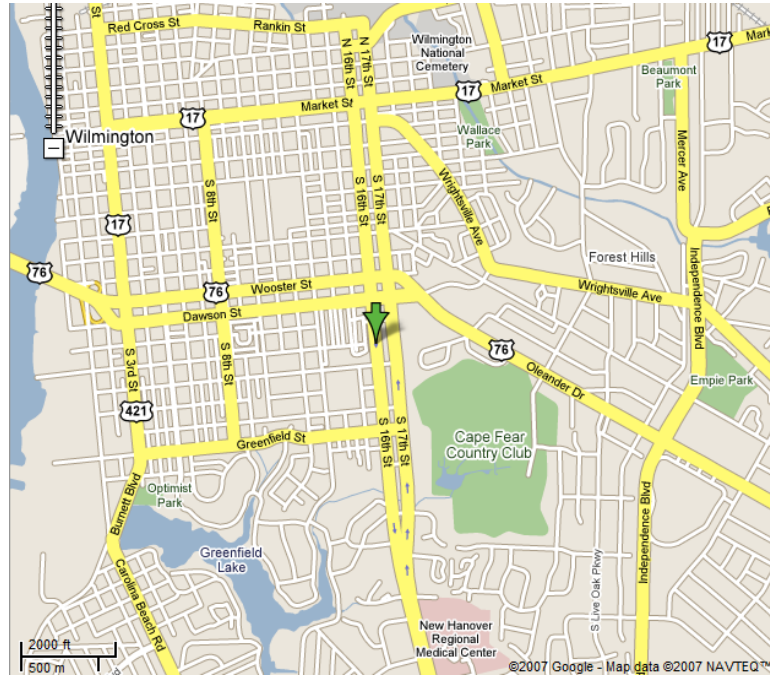 St
Red Cross St
Rankin St
N 16th St
N 17th St
Wilmington
National
Cemetery
17
Mark
Market St
17
Market St
17
Beaumont
Park
Wilmington
Wallace
Park
Mercer Ave
S 8th St
S 16th St
S 17th St
Wrightsville Ave
17
Forest Hills
76
76
Wooster St
Wrightsville Ave
Independence Blvd
Dawson St
S 3rd St
S 8th St
76
Oleander Dr
Empie Park
421
Greenfield St
S 16th St
S 17th St
Cape Fear
Country Club
Optimist
Park
Burnett Blvd
Greenfield
Lake
Carolina Beach Rd
Independence Blvd
S Live Oak Pkwy
New Hanover
Regional
Medical Center
2000 ft
500 m
©2007 Google - Map data ©2007 NAVTEQ™